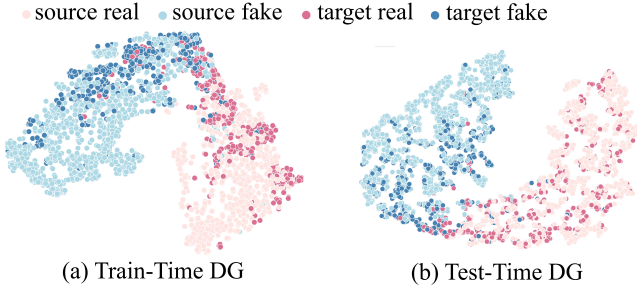 source real source fake target real target fake
(a) Train-Time DG
(b) Test-Time DG